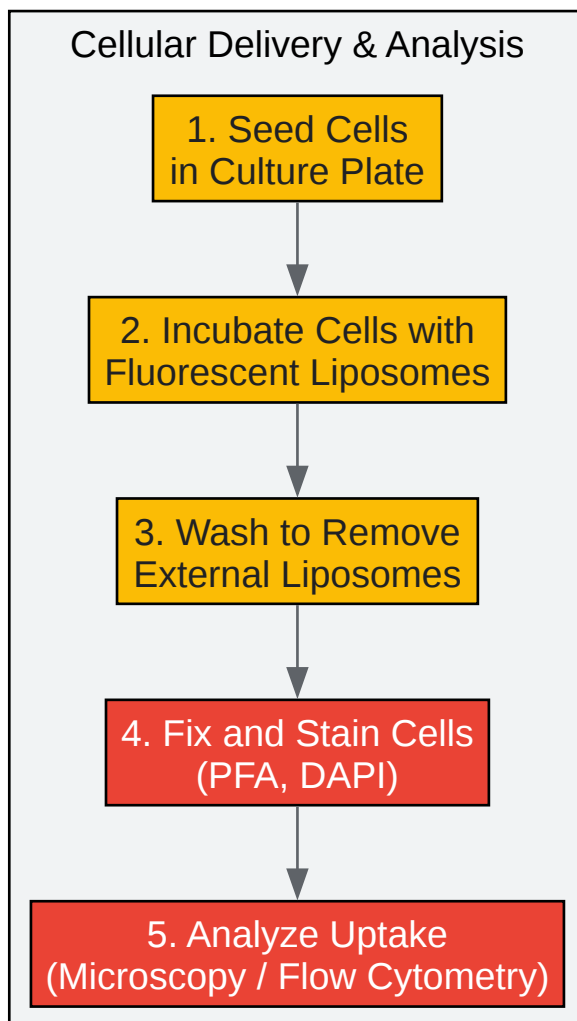 Cellular Delivery & Analysis
1. Seed Cells
in Culture Plate
2. Incubate Cells with
Fluorescent Liposomes
3. Wash to Remove
External Liposomes
4. Fix and Stain Cells
(PFA, DAPI)
5. Analyze Uptake
(Microscopy / Flow Cytometry)